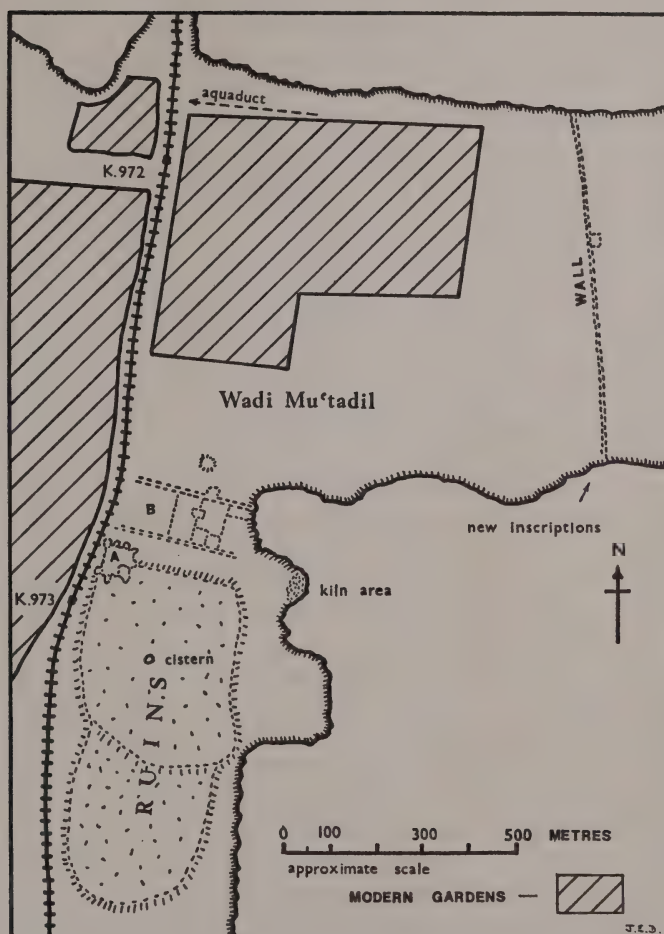 aquaduct
K.972
WALL
Wadi Muʿtadil
B
new inscriptions
A
N
kiln area
K.973
cistern
RUINS
0 100 300 500 METRES
approximate scale
MODERN GARDENS —
J.E.D.